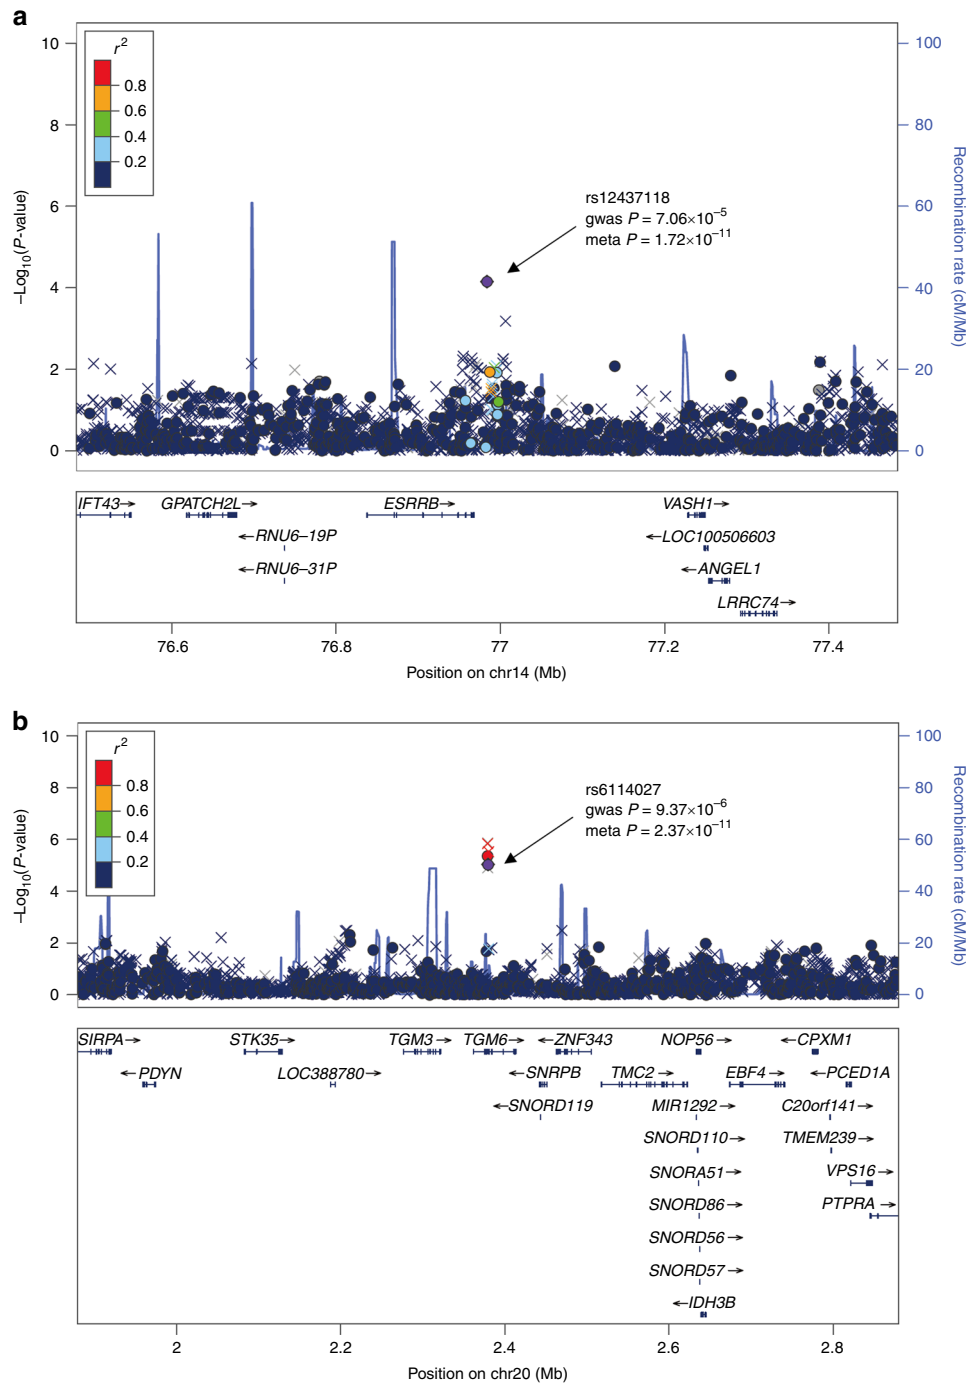 a
r2
0.8
0.6
0.4
0.2
10
8
6
4
2
0
–Log10(P-value)
100
80
60
40
20
0
Recombination rate (cM/Mb)
rs12437118
gwas P = 7.06×10–5
meta P = 1.72×10–11
IFT43→ GPATCH2L→ ESRRB→ VASH1→
←RNU6–19P ←LOC100506603
←RNU6–31P ←ANGEL1
LRRC74→
76.6 76.8 77 77.2 77.4
Position on chr14 (Mb)
b
r2
0.8
0.6
0.4
0.2
10
8
6
4
2
0
–Log10(P-value)
100
80
60
40
20
0
Recombination rate (cM/Mb)
rs6114027
gwas P = 9.37×10–6
meta P = 2.37×10–11
SIRPA→ STK35→ TGM3→ TGM6→ ←ZNF343 NOP56→ ←CPXM1
←PDYN LOC388780→ ←SNRPB TMC2→ EBF4→ ←PCED1A
←SNORD119 MIR1292→ C20orf141→
SNORD110→ TMEM239→
SNORA51→ VPS16→
SNORD86→ PTPRA→
SNORD56→
SNORD57→
←IDH3B
2 2.2 2.4 2.6 2.8
Position on chr20 (Mb)